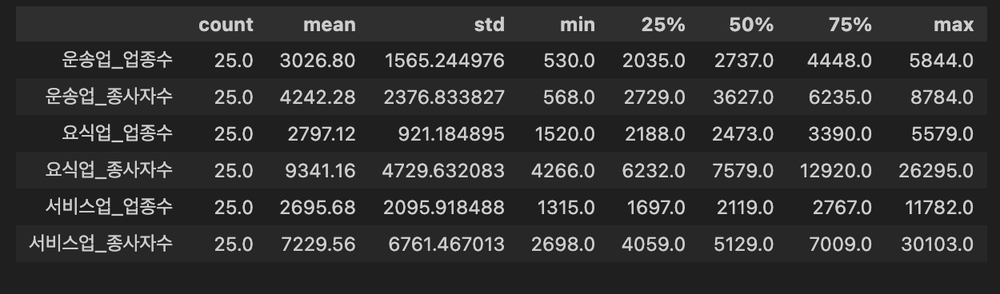 count mean std min 25% 50% 75% max
운송업_업종수 25.0 3026.80 1565.244976 530.0 2035.0 2737.0 4448.0 5844.0
운송업_종사자수 25.0 4242.28 2376.833827 568.0 2729.0 3627.0 6235.0 8784.0
요식업_업종수 25.0 2797.12 921.184895 1520.0 2188.0 2473.0 3390.0 5579.0
요식업_종사자수 25.0 9341.16 4729.632083 4266.0 6232.0 7579.0 12920.0 26295.0
서비스업_업종수 25.0 2695.68 2095.918488 1315.0 1697.0 2119.0 2767.0 11782.0
서비스업_종사자수 25.0 7229.56 6761.467013 2698.0 4059.0 5129.0 7009.0 30103.0